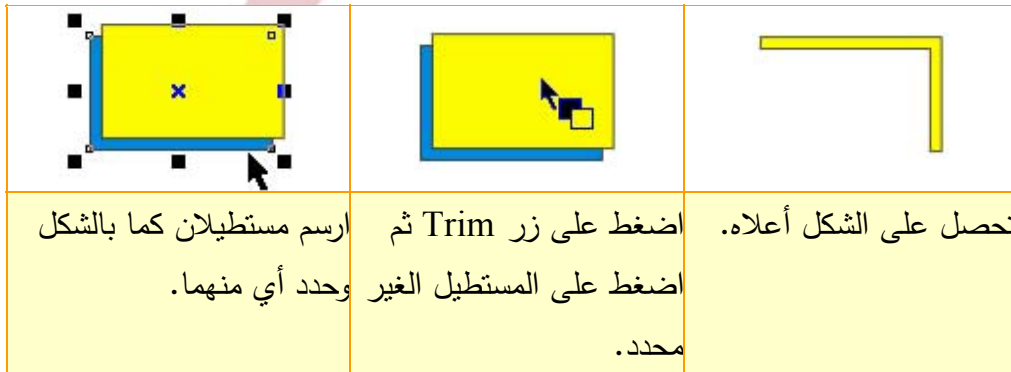 ارسم مستطيلان كما بالشكل
وحدد أي منهما.
اضغط على زر Trim ثم
اضغط على المستطيل الغير
محدد.
تحصل على الشكل أعلاه.